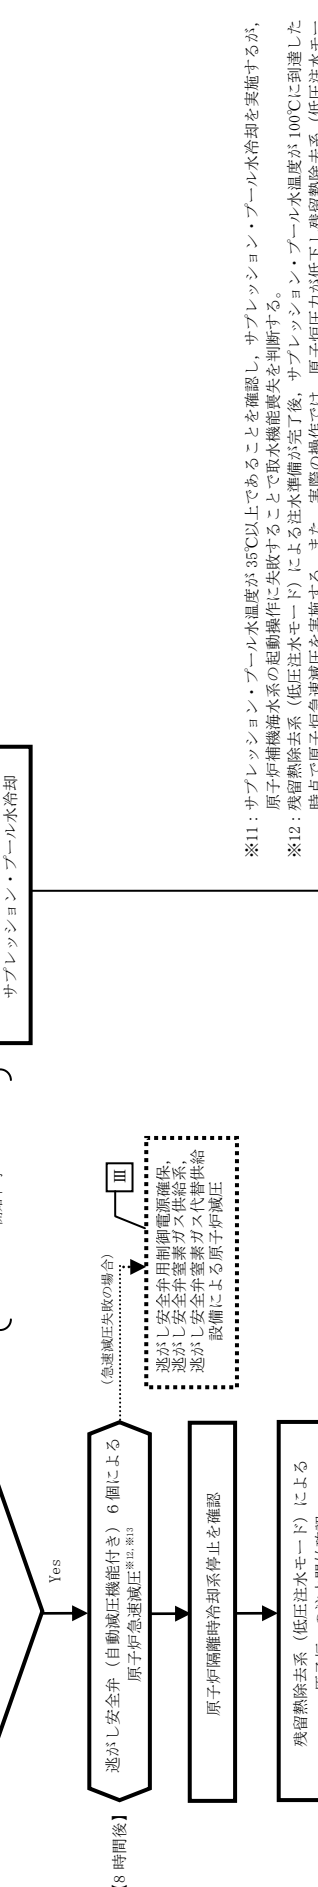 サプレッション・プール水冷却
Yes
【8 時間後】
逃がし安全弁（自動減圧機能付き）６個による
原子炉急速減圧※12,※13
（急速減圧失敗の場合）
Ⅲ
逃がし安全弁用制御電源確保，
逃がし安全弁窒素ガス供給系，
逃がし安全弁窒素ガス代替供給
設備による原子炉減圧
原子炉隔離時冷却系停止を確認
残留熱除去系（低圧注水モード）による
※11：サプレッション・プール水温度が 35℃以上であることを確認し，サプレッション・プール水冷却を実施するが，
原子炉補機海水系の起動操作に失敗することで取水機能喪失を判断する。
※12：残留熱除去系（低圧注水モード）による注水準備が完了後，サプレッション・プール水温度が 100℃に到達した
時点で原子炉急速減圧を実施する。また，実際の操作では，原子炉圧力が低下し残留熱除去系（低圧注水モー